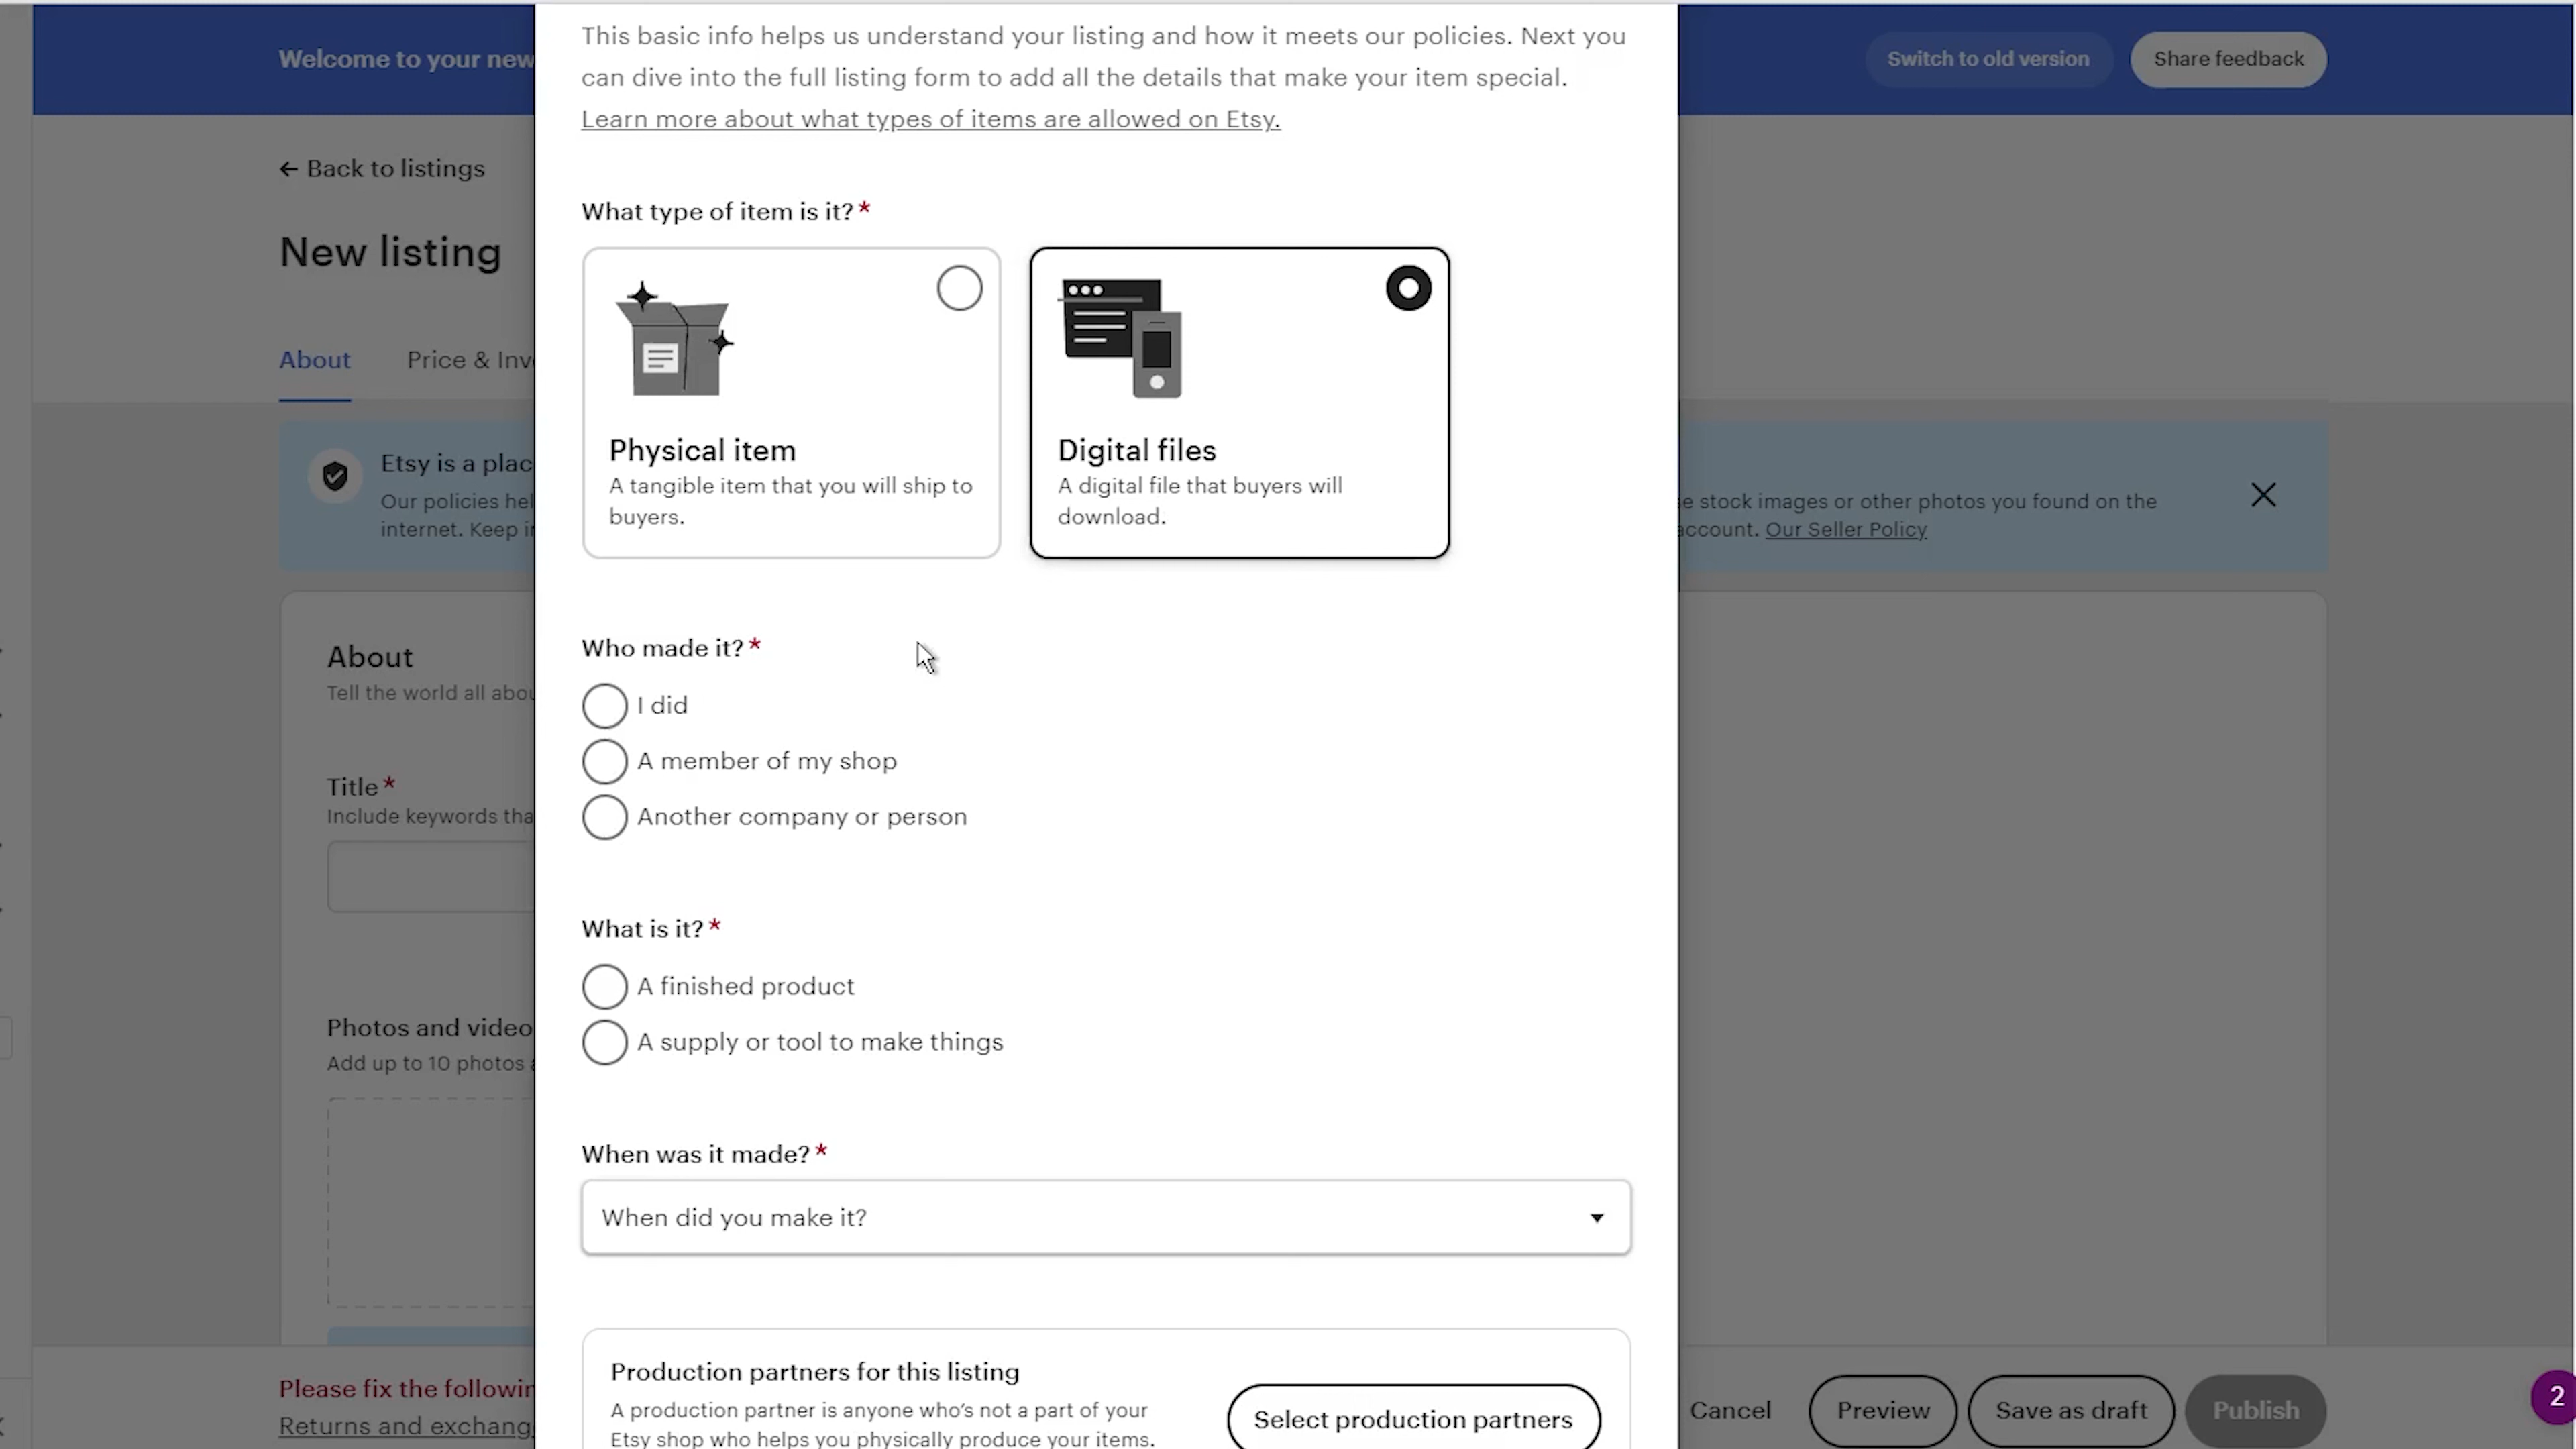 This basic info helps us understand your listing and how it meets our policies. Next you
can dive into the full listing form to add all the details that make your item special.
Learn more about what types of items are allowed on Etsy.
Welcome to your new
Switch to old version
Share feedback
← Back to listings
New listing
About
Price & Inv
What type of item is it? *
Physical item
A tangible item that you will ship to
buyers.
Digital files
A digital file that buyers will
download.
Etsy is a plac
Our policies hel
internet. Keep i
se stock images or other photos you found on the
account. Our Seller Policy
Who made it? *
I did
A member of my shop
Another company or person
What is it? *
A finished product
A supply or tool to make things
When was it made? *
When did you make it?
Production partners for this listing
A production partner is anyone who's not a part of your
Etsy shop who helps you physically produce your items.
Select production partners
About
Tell the world all abou
Title *
Include keywords tha
Photos and video
Add up to 10 photos a
Please fix the followin
Returns and exchang
Cancel
Preview
Save as draft
Publish
2